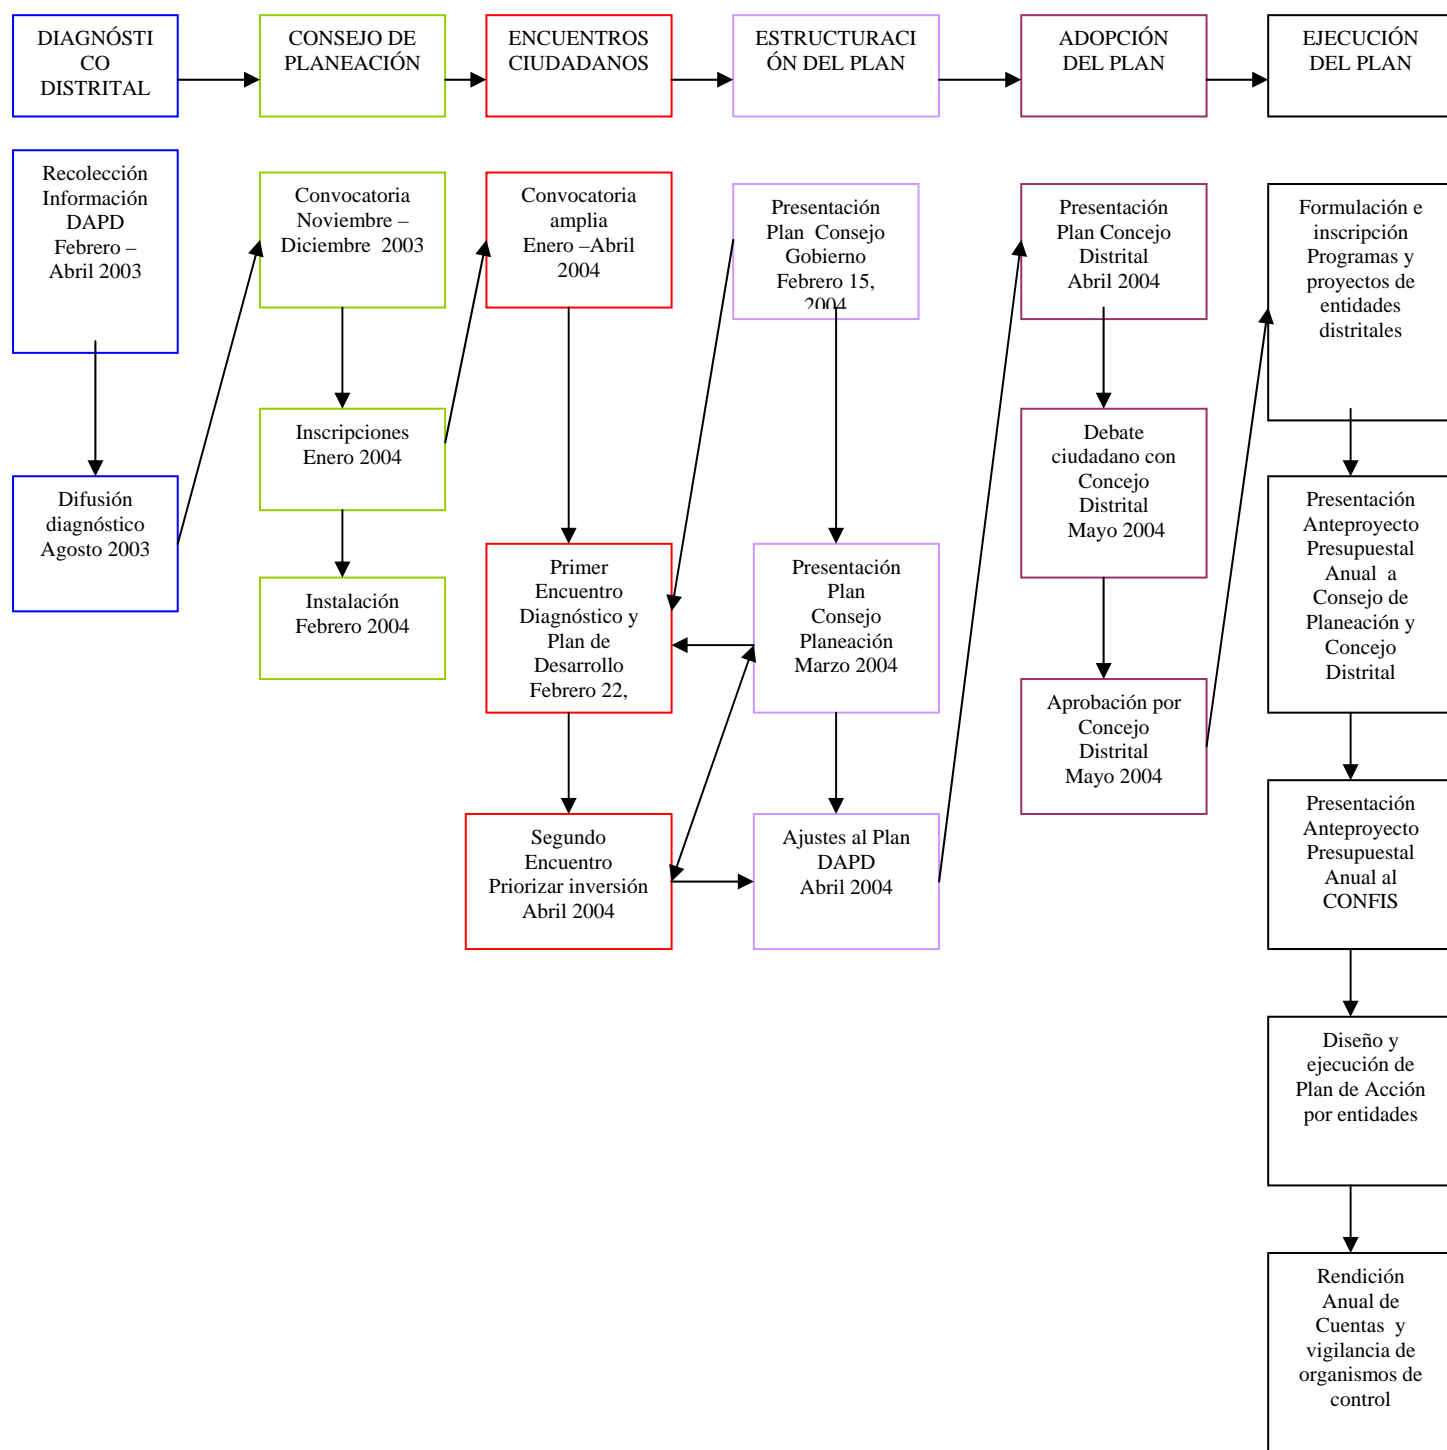 DIAGNÓSTI
CO
DISTRITAL
CONSEJO DE
PLANEACIÓN
ENCUENTROS
CIUDADANOS
ESTRUCTURACI
ÓN DEL PLAN
ADOPCIÓN
DEL PLAN
EJECUCIÓN
DEL PLAN
Recolección
Información
DAPD
Febrero –
Abril 2003
Difusión
diagnóstico
Agosto 2003
Convocatoria
Noviembre –
Diciembre 2003
Inscripciones
Enero 2004
Instalación
Febrero 2004
Convocatoria
amplia
Enero –Abril
2004
Primer
Encuentro
Diagnóstico y
Plan de
Desarrollo
Febrero 22,
Segundo
Encuentro
Priorizar inversión
Abril 2004
Presentación
Plan Consejo
Gobierno
Febrero 15,
2004
Presentación
Plan
Consejo
Planeación
Marzo 2004
Ajustes al Plan
DAPD
Abril 2004
Presentación
Plan Concejo
Distrital
Abril 2004
Debate
ciudadano con
Concejo
Distrital
Mayo 2004
Aprobación por
Concejo
Distrital
Mayo 2004
Formulación e
inscripción
Programas y
proyectos de
entidades
distritales
Presentación
Anteproyecto
Presupuestal
Anual a
Consejo de
Planeación y
Concejo
Distrital
Presentación
Anteproyecto
Presupuestal
Anual al
CONFIS
Diseño y
ejecución de
Plan de Acción
por entidades
Rendición
Anual de
Cuentas y
vigilancia de
organismos de
control